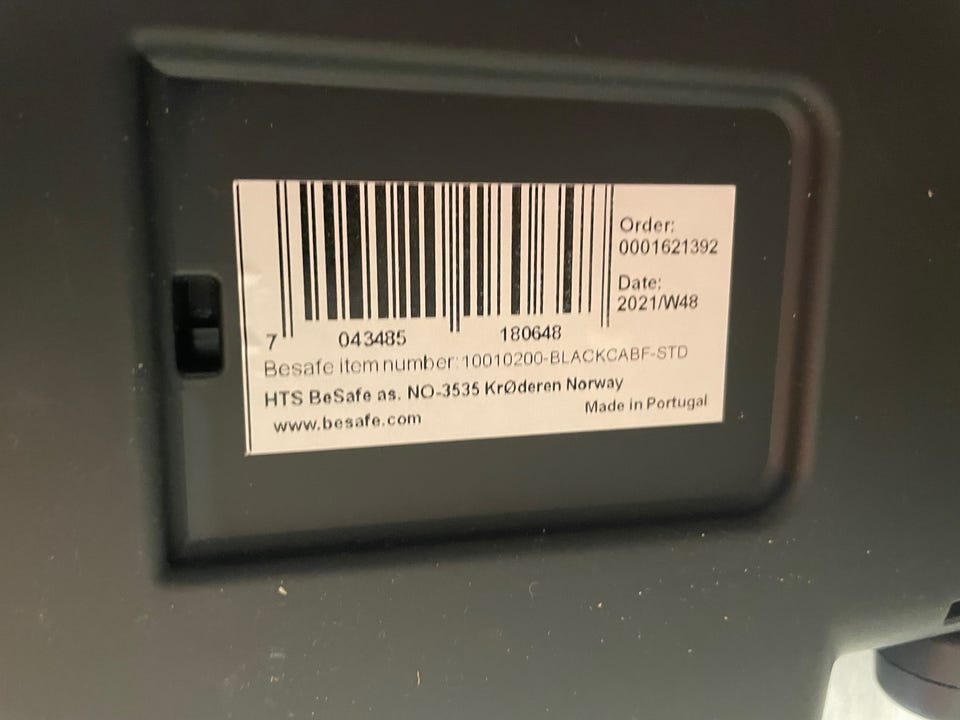 Order:
0001621392
Date:
2021/W48
7 043485 180648
Besafe item number: 10010200-BLACKCABF-STD
HTS BeSafe as. NO-3535 KrØderen Norway
Made in Portugal
www.besafe.com